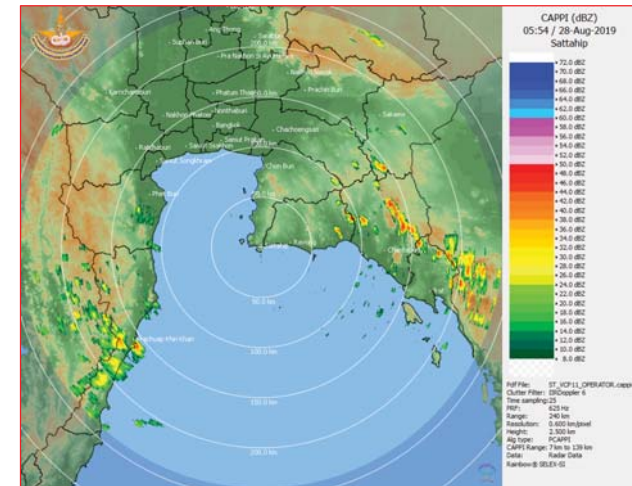 CAPPI (dBZ)
05:54 / 28-Aug-2019
Sattahip
72.0 dBZ
70.0 dBZ
68.0 dBZ
66.0 dBZ
64.0 dBZ
62.0 dBZ
60.0 dBZ
58.0 dBZ
56.0 dBZ
54.0 dBZ
52.0 dBZ
50.0 dBZ
48.0 dBZ
46.0 dBZ
44.0 dBZ
42.0 dBZ
40.0 dBZ
38.0 dBZ
36.0 dBZ
34.0 dBZ
32.0 dBZ
30.0 dBZ
28.0 dBZ
26.0 dBZ
24.0 dBZ
22.0 dBZ
20.0 dBZ
18.0 dBZ
16.0 dBZ
14.0 dBZ
12.0 dBZ
10.0 dBZ
8.0 dBZ
Pdf File: ST_VCP11_OPERATOR.cappi
Clutter Filter: IIRDoppler 6
Time sampling: 25
PRF: 625 Hz
Range: 240 km
Resolution: 0.600 km/pixel
Height: 2.500 km
Alg type: PCAPPI
CAPPI Range: 7 km to 139 km
Data: Radar Data
Rainbow® SELEX-SI
Ang Thong
Suphan Buri
200.0 km
Kanchanaburi
Prachin Buri
Nonthaburi
Nakhon Pathom
Bangkok
Chachoengsao
Ratchaburi
Samut Prakan
Samut Songkhram
Chon Buri
50.0 km
100.0 km
150.0 km
200.0 km